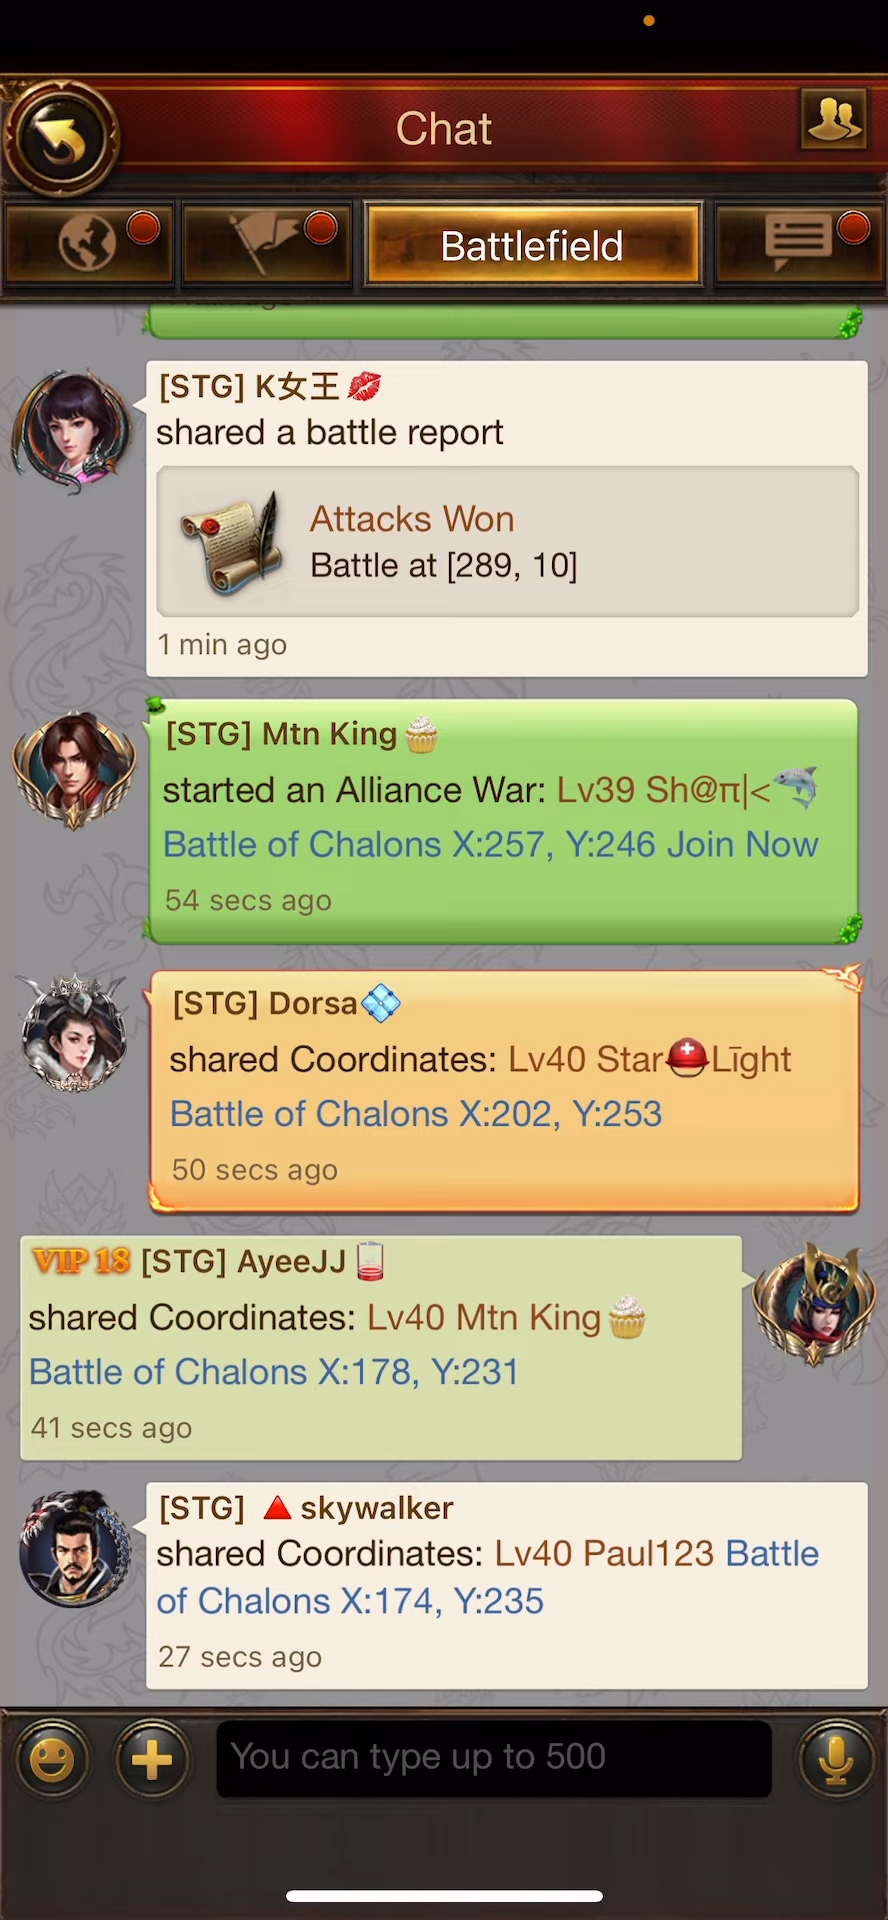 Chat
Battlefield
[STG] K女王💋
shared a battle report
Attacks Won
Battle at [289, 10]
1 min ago
[STG] Mtn King🧁
started an Alliance War: Lv39 Sh@π|<🐬
Battle of Chalons X:257, Y:246 Join Now
54 secs ago
[STG] Dorsa💠
shared Coordinates: Lv40 Star⛑Līght
Battle of Chalons X:202, Y:253
50 secs ago
VIP 18 [STG] AyeeJJ🪫
shared Coordinates: Lv40 Mtn King🧁
Battle of Chalons X:178, Y:231
41 secs ago
[STG] 🔺skywalker
shared Coordinates: Lv40 Paul123 Battle
of Chalons X:174, Y:235
27 secs ago
You can type up to 500